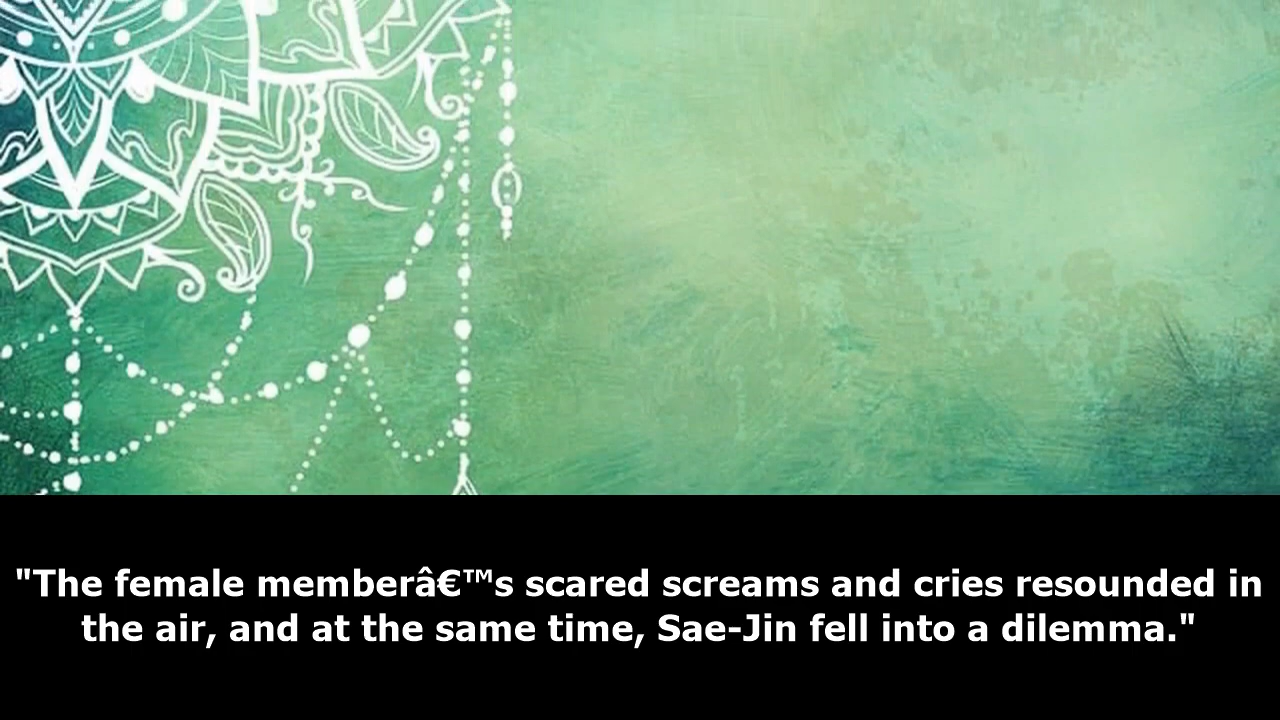 "The female memberâ€™s scared screams and cries resounded in
the air, and at the same time, Sae-Jin fell into a dilemma."